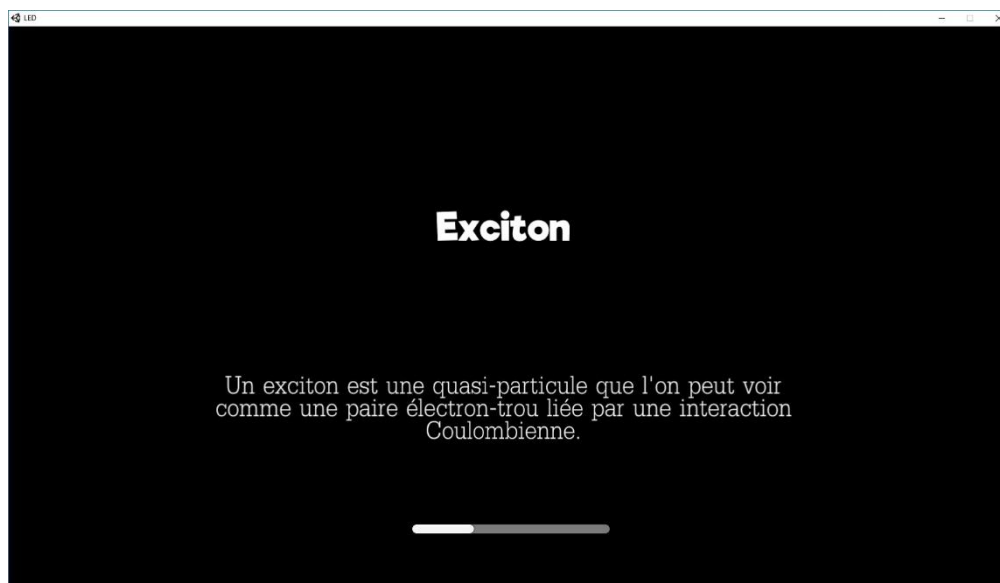 LED
Exciton
Un exciton est une quasi-particule que l'on peut voir
comme une paire électron-trou liée par une interaction
Coulombienne.